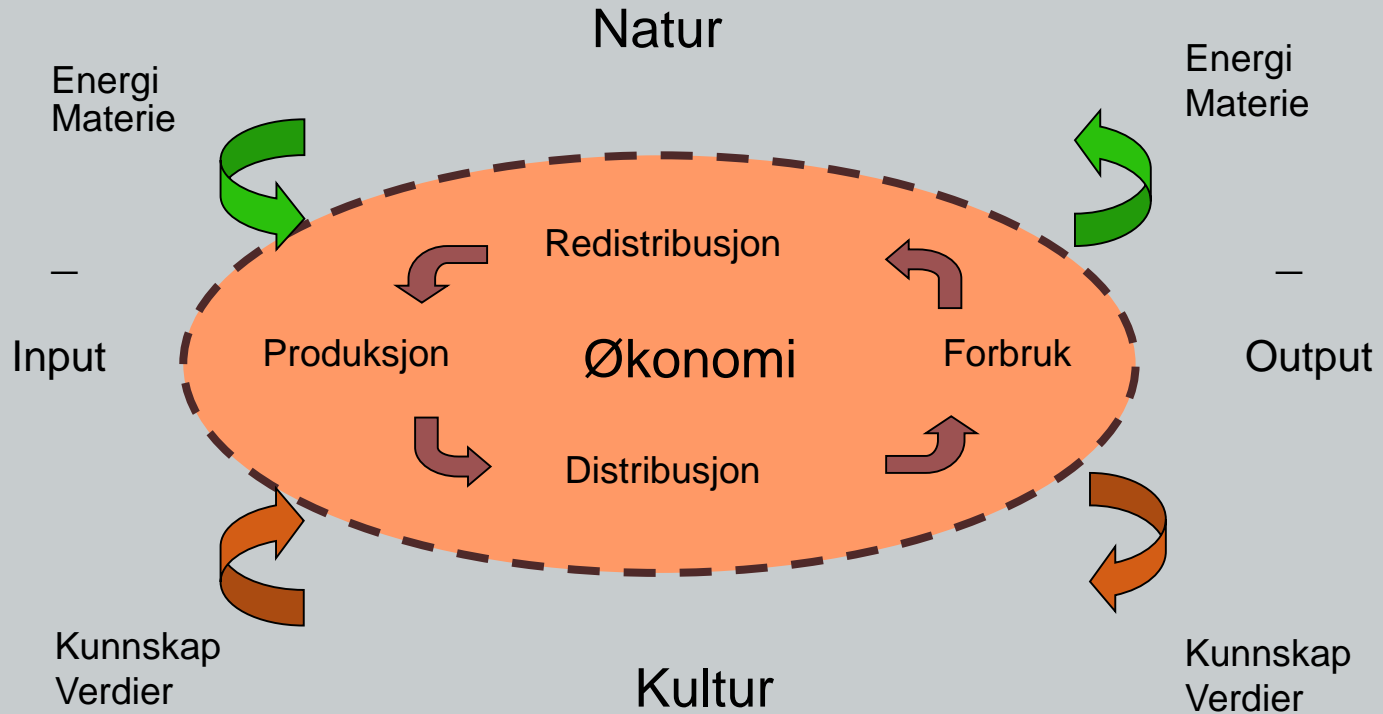 Natur
Energi
Materie
Energi
Materie
Redistribusjon
_
_
Input
Produksjon
Økonomi
Forbruk
Output
Distribusjon
Kunnskap
Verdier
Kultur
Kunnskap
Verdier